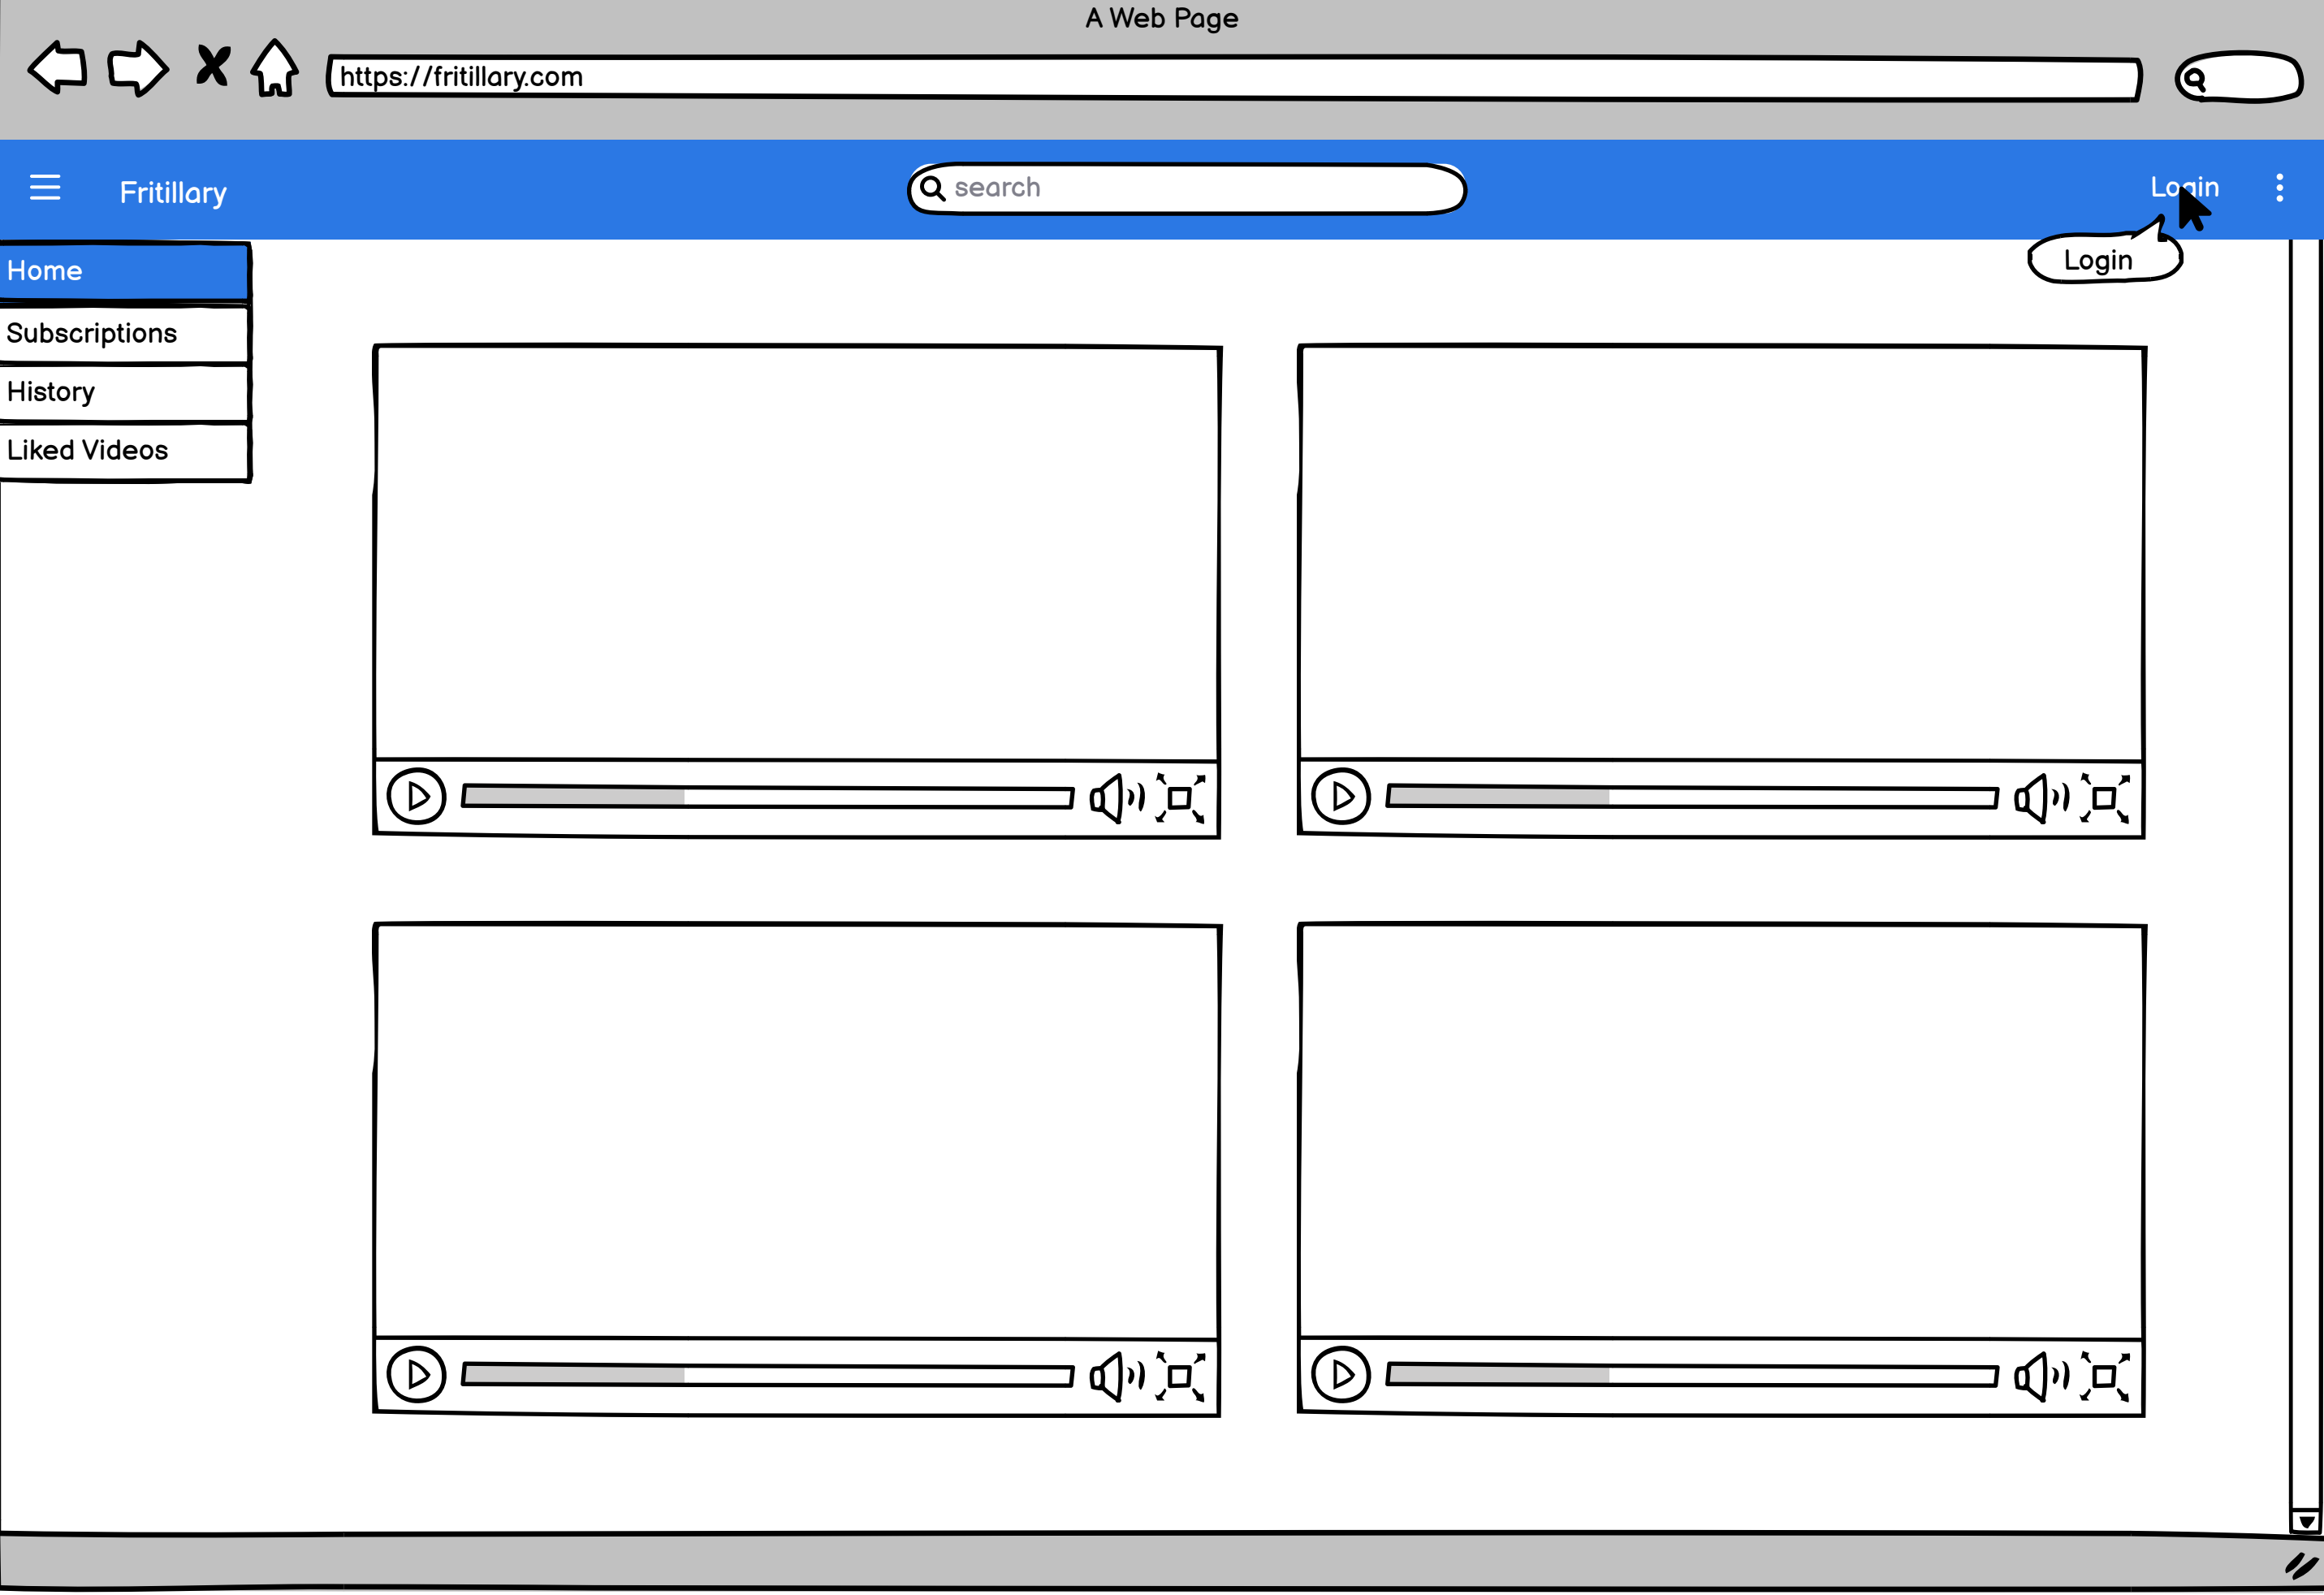 A Web Page
https://fritillary.com
Fritillary
search
Login
Login
Home
Subscriptions
History
Liked Videos